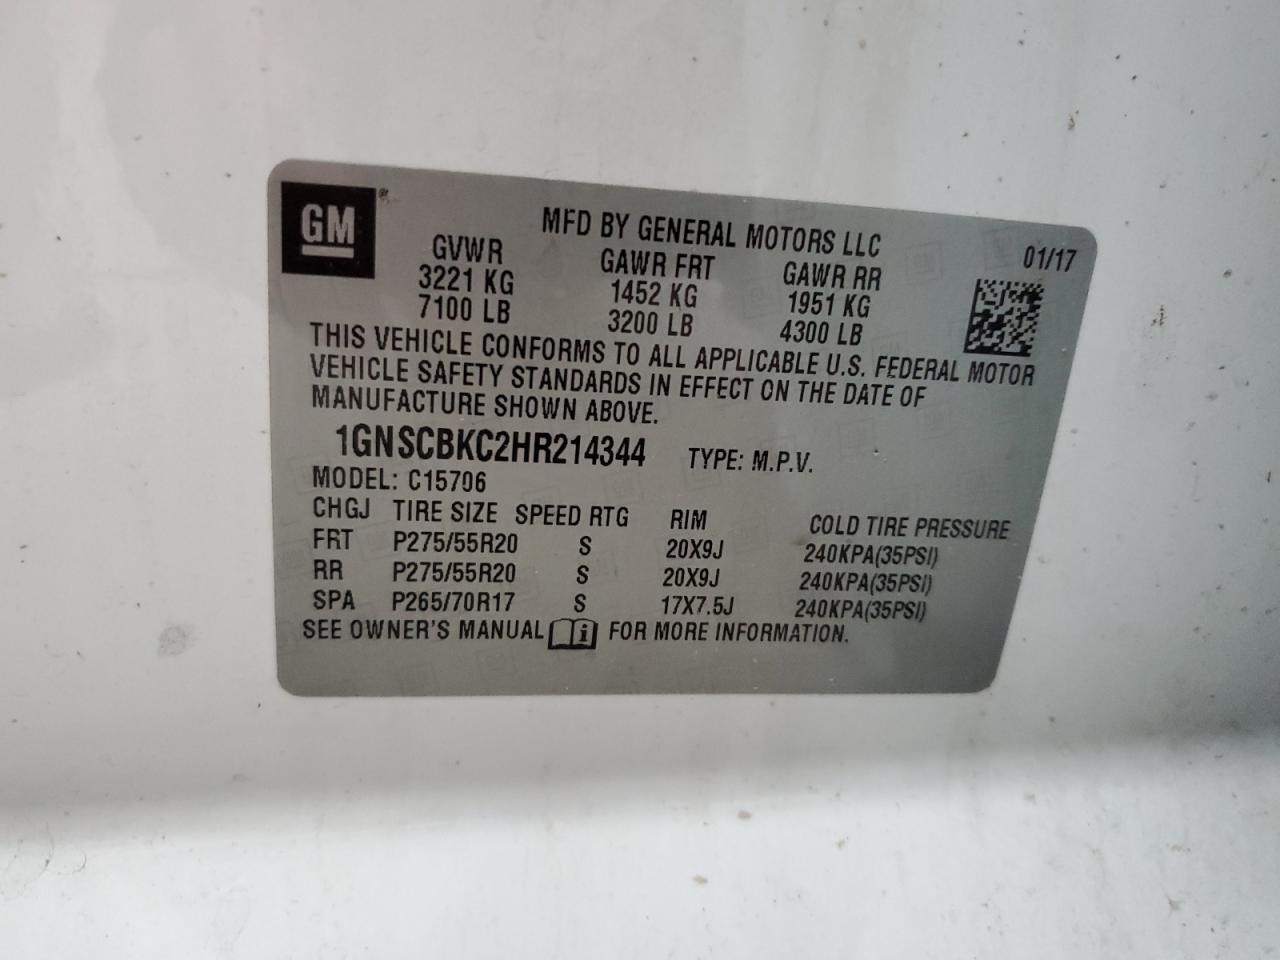 GM®
MFD BY GENERAL MOTORS LLC
01/17
GVWR GAWR FRT GAWR RR
3221 KG 1452 KG 1951 KG
7100 LB 3200 LB 4300 LB
THIS VEHICLE CONFORMS TO ALL APPLICABLE U.S. FEDERAL MOTOR
VEHICLE SAFETY STANDARDS IN EFFECT ON THE DATE OF
MANUFACTURE SHOWN ABOVE.
1GNSCBKC2HR214344 TYPE: M.P.V.
MODEL: C15706
CHGJ TIRE SIZE SPEED RTG RIM COLD TIRE PRESSURE
FRT P275/55R20 S 20X9J 240KPA(35PSI)
RR P275/55R20 S 20X9J 240KPA(35PSI)
SPA P265/70R17 S 17X7.5J 240KPA(35PSI)
SEE OWNER'S MANUAL i FOR MORE INFORMATION.